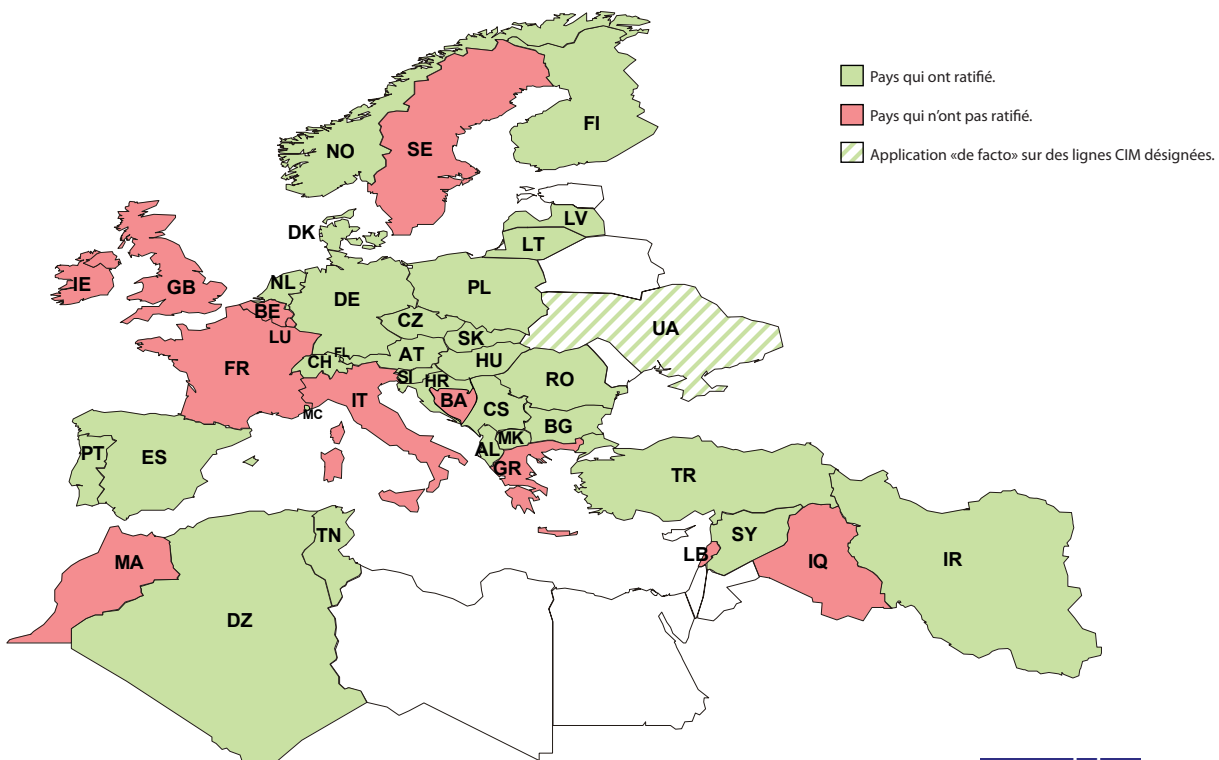 Pays qui ont ratifié.
Pays qui n'ont pas ratifié.
Application «de facto» sur des lignes CIM désignées.
FI
NO
SE
LV
DK
LT
IE
GB
NL
DE
PL
BE
CZ
UA
LU
SK
FR
CH
FL
AT
HU
SI
HR
RO
IT
BA
CS
MC
BG
MK
PT
ES
AL
GR
TR
TN
SY
LB
MA
IQ
IR
DZ